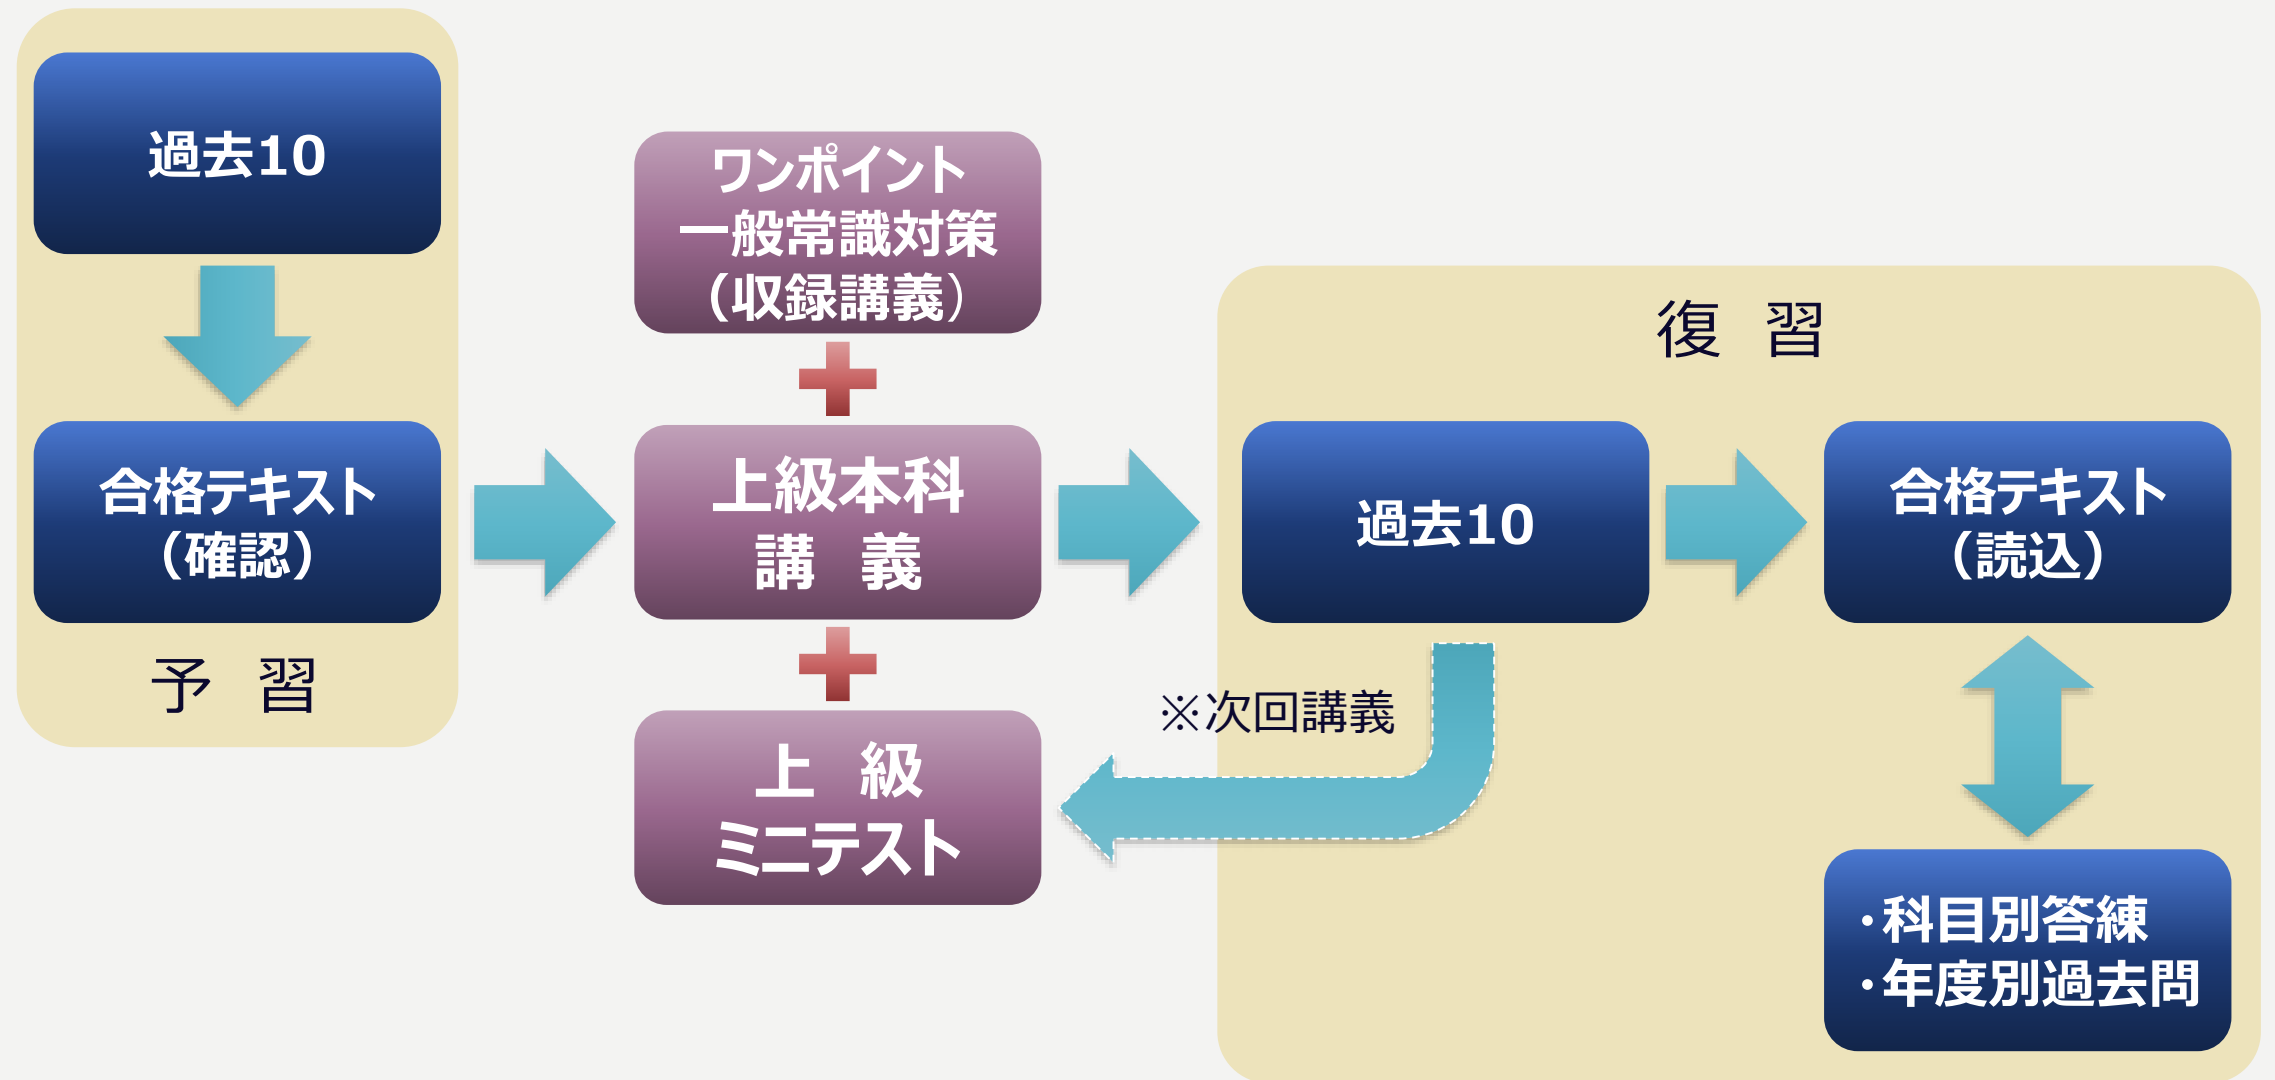 過去10
合格テキスト
（確認）
予　習
ワンポイント
一般常識対策
（収録講義）
上級本科
講　義
上　級
ミニテスト
復　習
過去10
合格テキスト
（読込）
※次回講義
・科目別答練
・年度別過去問